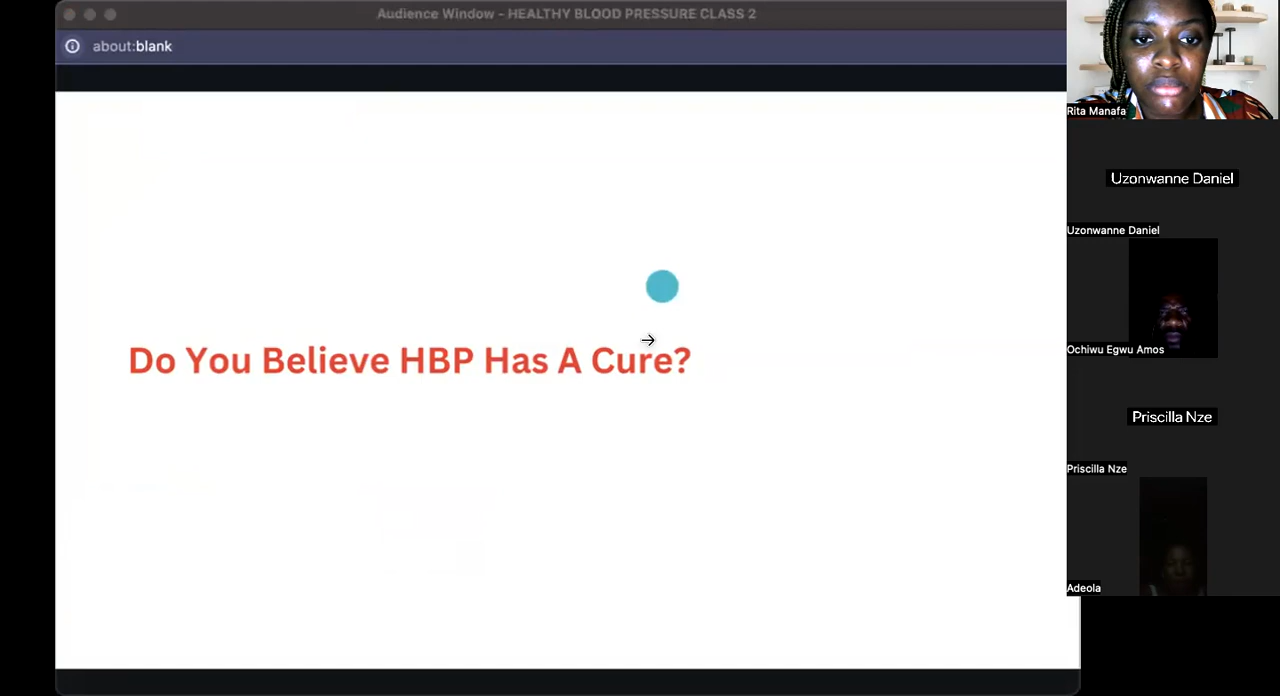 Audience Window - HEALTHY BLOOD PRESSURE CLASS 2
about:blank
Do You Believe HBP Has A Cure?
Rita Manafa
Uzonwanne Daniel
Uzonwanne Daniel
Ochiwu Egwu Amos
Priscilla Nze
Priscilla Nze
Adeola